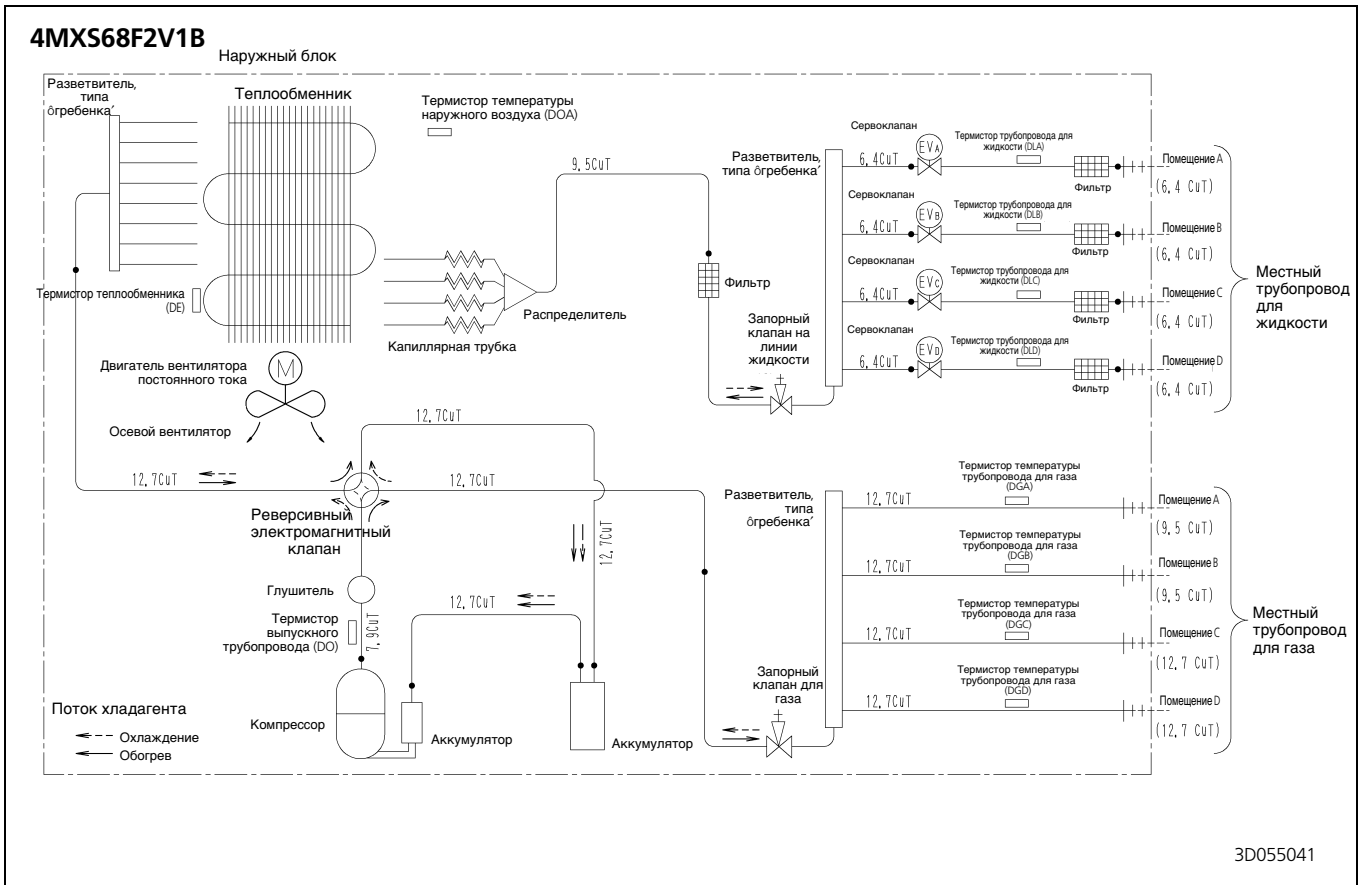 4MXS68F2V1B
Наружный блок
Разветвитель,
типа
ôгребенка´
Теплообменник
Термистор температуры
наружного воздуха (DOA)
9,5CuT
Термистор теплообменника
(DE)
Капиллярная трубка
Распределитель
Фильтр
Запорный
клапан на
линии
жидкости
Разветвитель,
типа ôгребенка´
Сервоклапан
6,4CuT
EVA
Термистор трубопровода для
жидкости (DLA)
Фильтр
Помещение A
(6,4 CuT)
Сервоклапан
6,4CuT
EVB
Термистор трубопровода для
жидкости (DLB)
Фильтр
Помещение B
(6,4 CuT)
Сервоклапан
6,4CuT
EVC
Термистор трубопровода для
жидкости (DLC)
Фильтр
Помещение C
(6,4 CuT)
Сервоклапан
6,4CuT
EVD
Термистор трубопровода для
жидкости (DLD)
Фильтр
Помещение D
(6,4 CuT)
Местный
трубопровод
для
жидкости
Двигатель вентилятора
постоянного тока
M
Осевой вентилятор
12,7CuT
12,7CuT
12,7CuT
12,7CuT
Реверсивный
электромагнитный
клапан
Глушитель
Термистор
выпускного
трубопровода (DO)
7,9CuT
12,7CuT
Компрессор
Аккумулятор
Аккумулятор
Запорный
клапан для
газа
Разветвитель,
типа
ôгребенка´
12,7CuT
Термистор температуры
трубопровода для газа
(DGA)
Помещение A
(9,5 CuT)
12,7CuT
Термистор температуры
трубопровода для газа
(DGB)
Помещение B
(9,5 CuT)
12,7CuT
Термистор температуры
трубопровода для газа
(DGC)
Помещение C
(12,7 CuT)
12,7CuT
Термистор температуры
трубопровода для газа
(DGD)
Помещение D
(12,7 CuT)
Местный
трубопровод
для газа
Поток хладагента
Охлаждение
Обогрев
3D055041